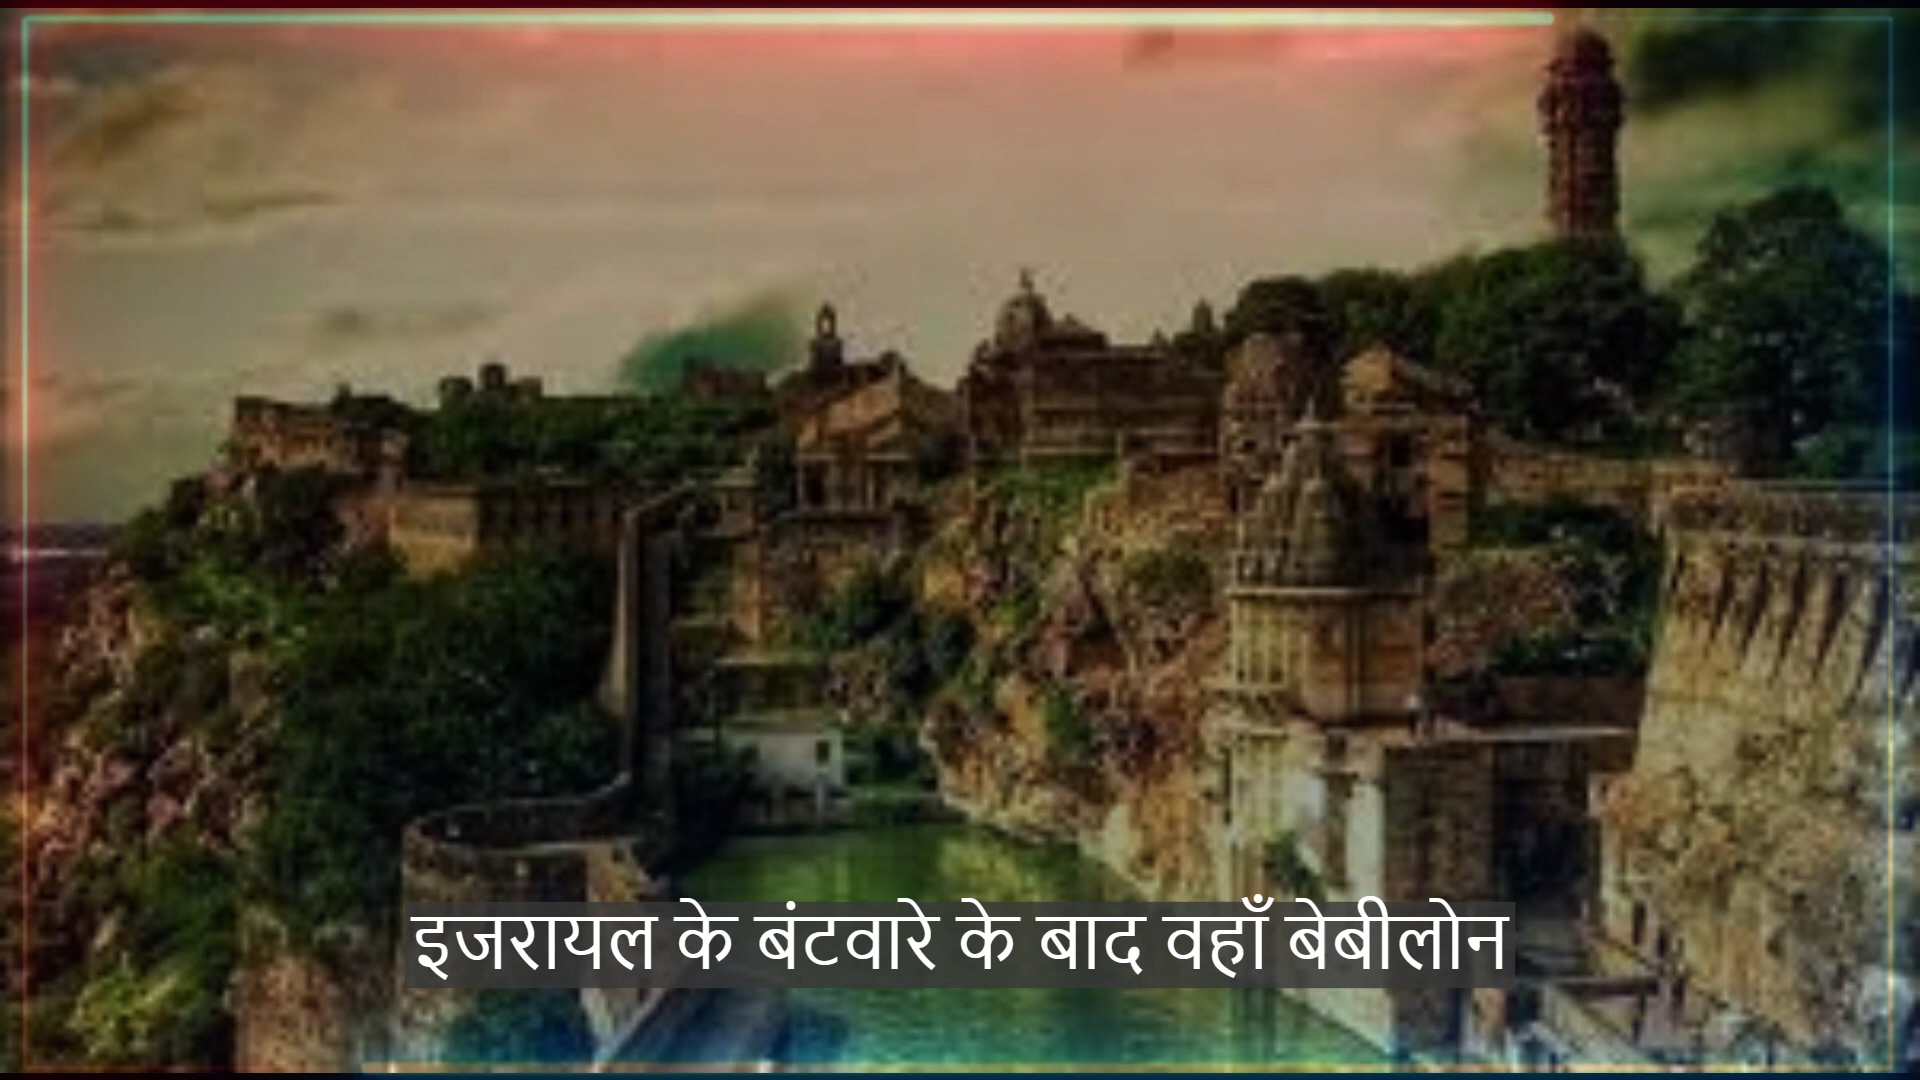 इजरायल के बंटवारे के बाद वहाँ बेबीलोन